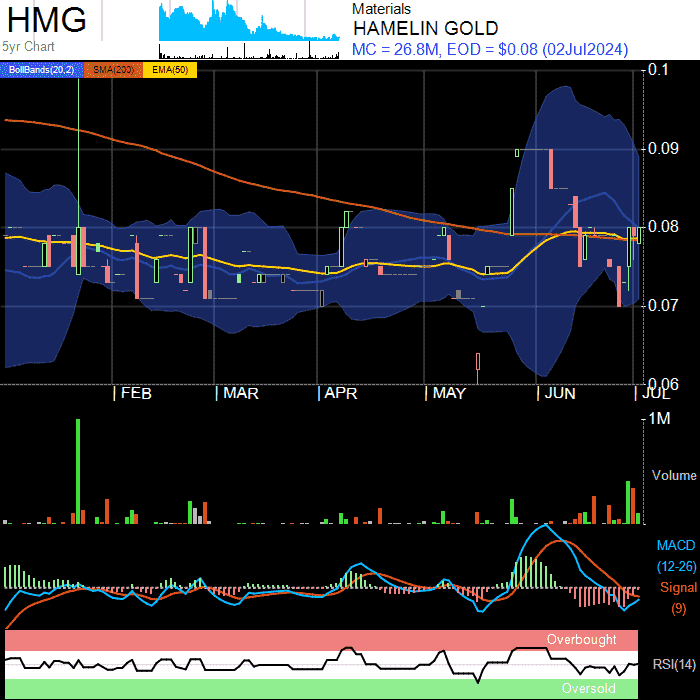 HMG
5yr Chart
Materials
HAMELIN GOLD
MC = 26.8M, EOD = $0.08 (02Jul2024)
BollBands(20,2) SMA(200) EMA(50)
0.1
0.09
0.08
0.07
0.06
FEB MAR APR MAY JUN JUL
1M
Volume
MACD
(12-26)
Signal
(9)
Overbought
RSI(14)
Oversold